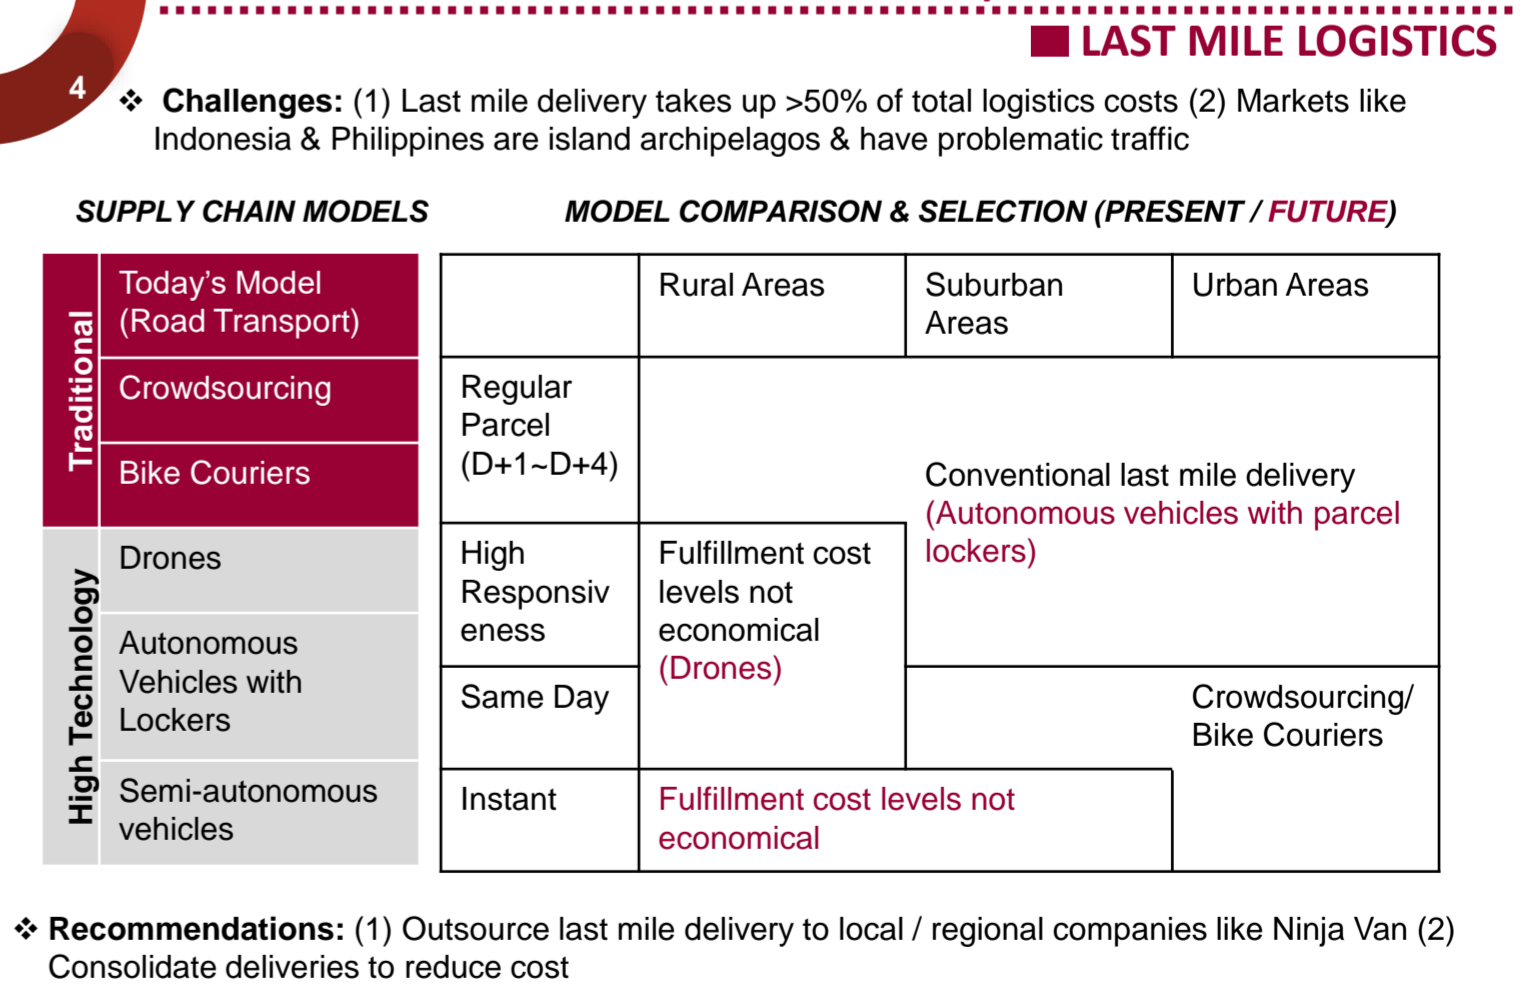 LAST MILE LOGISTICS
4
❖ Challenges: (1) Last mile delivery takes up >50% of total logistics costs (2) Markets like
Indonesia & Philippines are island archipelagos & have problematic traffic
SUPPLY CHAIN MODELS
Traditional
Today's Model
(Road Transport)
Crowdsourcing
Bike Couriers
High Technology
Drones
Autonomous
Vehicles with
Lockers
Semi-autonomous
vehicles
MODEL COMPARISON & SELECTION (PRESENT / FUTURE)
Rural Areas
Suburban
Areas
Urban Areas
Regular
Parcel
(D+1~D+4)
Conventional last mile delivery
(Autonomous vehicles with parcel
lockers)
High
Responsiv
eness
Fulfillment cost
levels not
economical
(Drones)
Same Day
Crowdsourcing/
Bike Couriers
Instant
Fulfillment cost levels not
economical
❖ Recommendations: (1) Outsource last mile delivery to local / regional companies like Ninja Van (2)
Consolidate deliveries to reduce cost